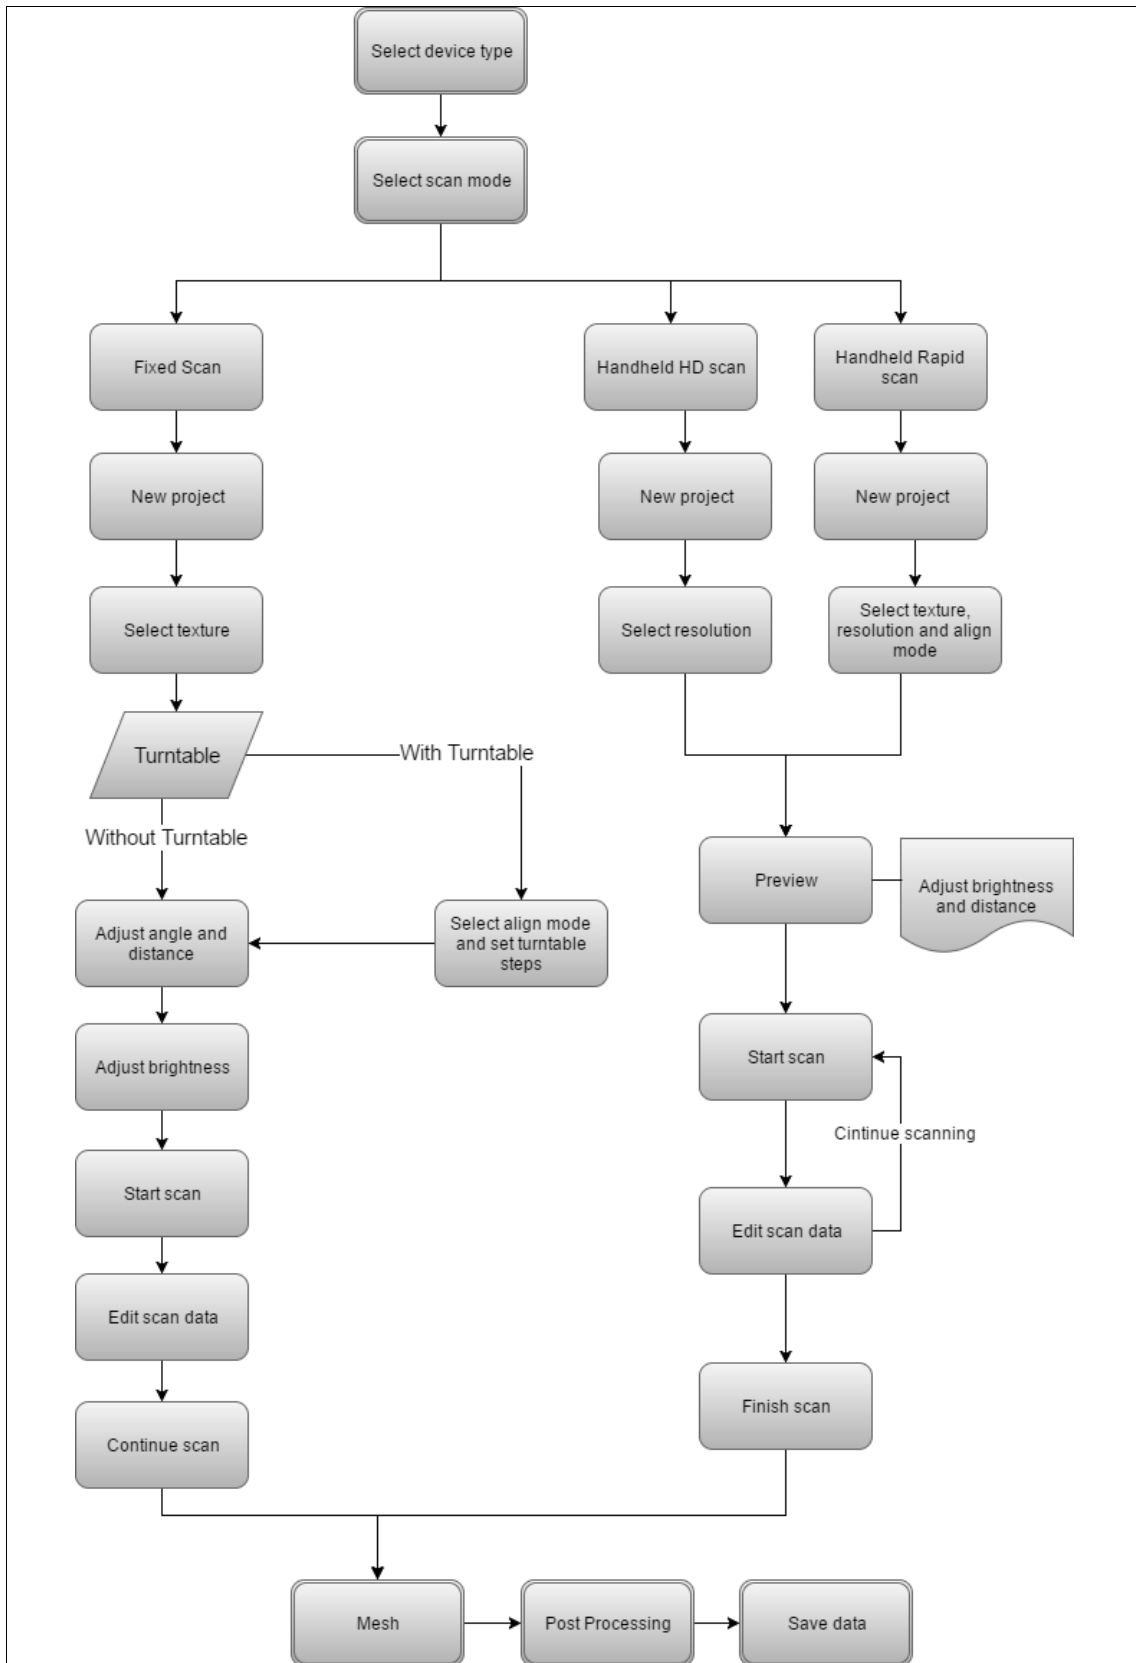 Select device type
Select scan mode
Fixed Scan
Handheld HD scan
Handheld Rapid
scan
New project
New project
New project
Select texture
Select resolution
Select texture,
resolution and align
mode
Turntable
With Turntable
Without Turntable
Preview
Adjust brightness
and distance
Adjust angle and
distance
Select align mode
and set turntable
steps
Adjust brightness
Start scan
Cintinue scanning
Start scan
Edit scan data
Edit scan data
Finish scan
Continue scan
Mesh
Post Processing
Save data